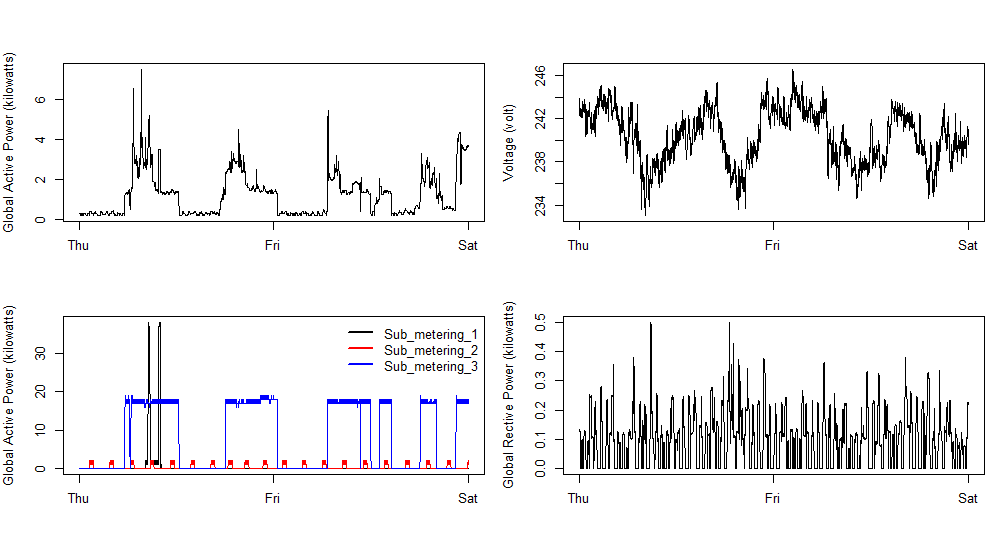 Global Active Power (kilowatts)
0 2 4 6
Thu Fri Sat
Voltage (volt)
234 238 242 246
Thu Fri Sat
Global Active Power (kilowatts)
0 10 20 30
Sub_metering_1
Sub_metering_2
Sub_metering_3
Thu Fri Sat
Global Rective Power (kilowatts)
0.0 0.1 0.2 0.3 0.4 0.5
Thu Fri Sat